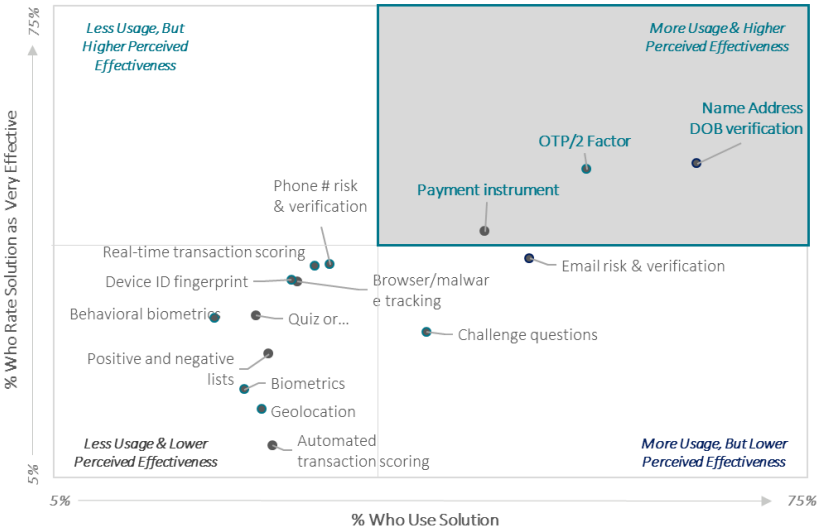 75%
Less Usage, But
Higher Perceived
Effectiveness
More Usage & Higher
Perceived Effectiveness
Name Address
DOB verification
OTP/2 Factor
Payment instrument
Phone # risk
& verification
Real-time transaction scoring
Email risk & verification
Device ID fingerprint
Browser/malwar
e tracking
Behavioral biometrics
Quiz or...
Challenge questions
Positive and negative
lists
Biometrics
Geolocation
Automated
transaction scoring
Less Usage & Lower
Perceived Effectiveness
More Usage, But Lower
Perceived Effectiveness
% Who Rate Solution as Very Effective
5%
5%
75%
% Who Use Solution